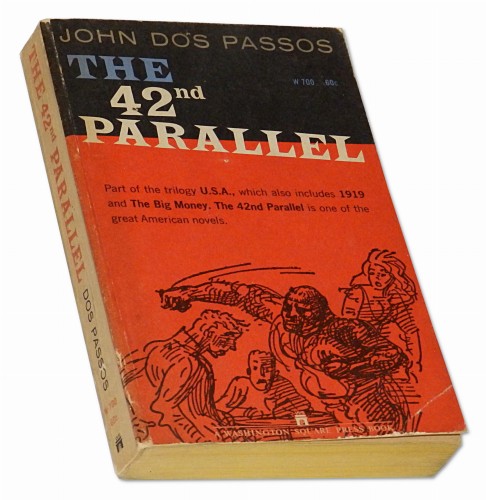 JOHN DOS PASSOS
THE
W 700 .60c
42nd
PARALLEL
Part of the trilogy U.S.A., which also includes 1919
and The Big Money. The 42nd Parallel is one of the
great American novels.
A WASHINGTON SQUARE PRESS BOOK
THE 42nd PARALLEL DOS PASSOS